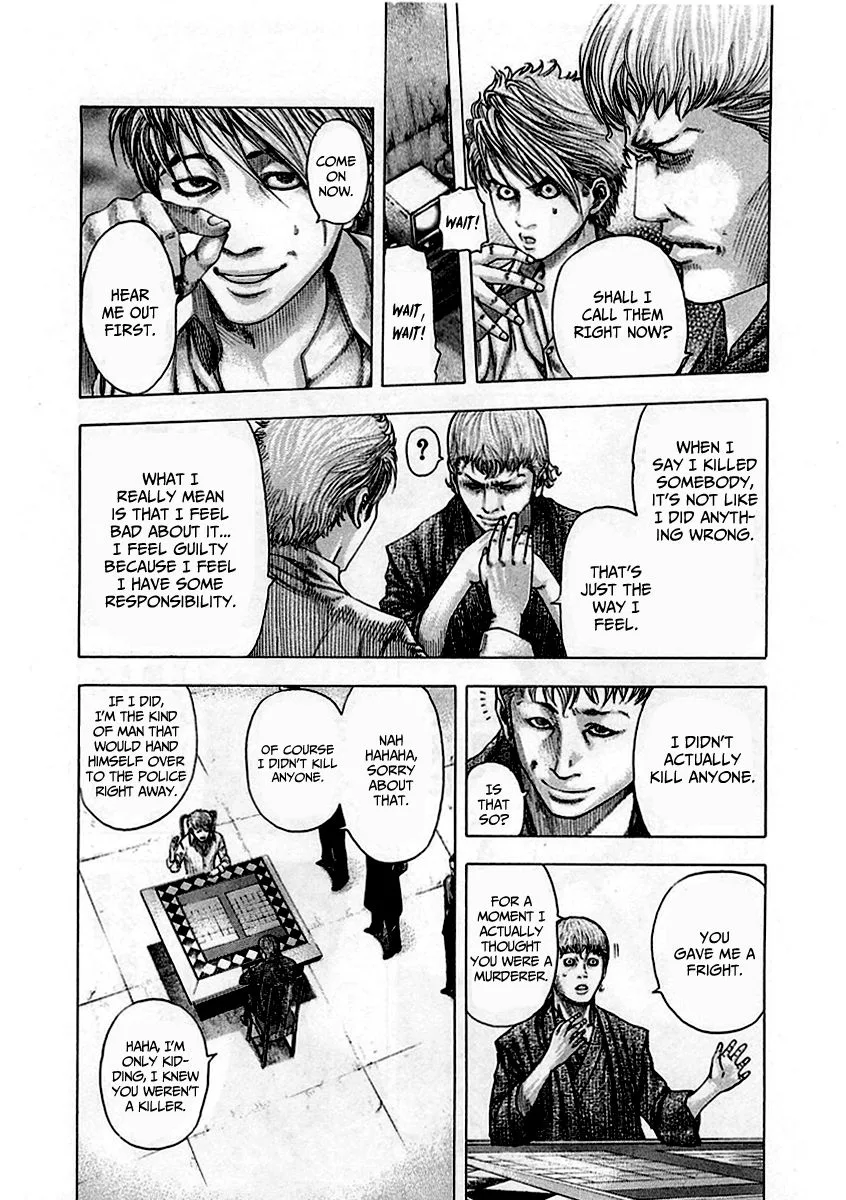 SHALL I
CALL THEM
RIGHT NOW?
WAIT!
WAIT,
WAIT!
COME
ON
NOW.
HEAR
ME OUT
FIRST.
WHEN I
SAY I KILLED
SOMEBODY,
IT'S NOT LIKE
I DID ANYTH-
ING WRONG.
THAT'S
JUST THE
WAY I
FEEL.
?
WHAT I
REALLY MEAN
IS THAT I FEEL
BAD ABOUT IT...
I FEEL GUILTY
BECAUSE I FEEL
I HAVE SOME
RESPONSIBILITY.
I DIDN'T
ACTUALLY
KILL ANYONE.
IS
THAT
SO?
NAH
HAHAHA,
SORRY
ABOUT
THAT.
OF COURSE
I DIDN'T KILL
ANYONE.
IF I DID,
I'M THE KIND
OF MAN THAT
WOULD HAND
HIMSELF OVER
TO THE POLICE
RIGHT AWAY.
YOU
GAVE ME A
FRIGHT.
!!
FOR A
MOMENT I
ACTUALLY
THOUGHT
YOU WERE A
MURDERER.
HAHA, I'M
ONLY KID-
DING, I KNEW
YOU WEREN'T
A KILLER.